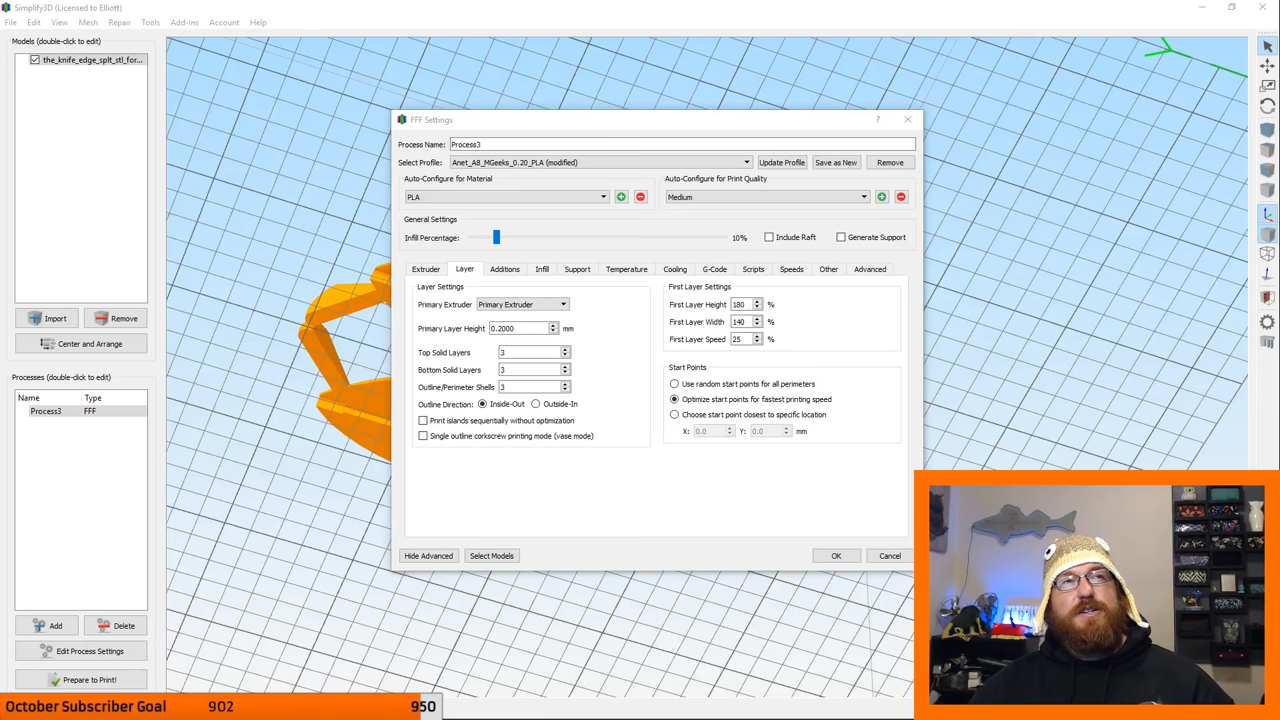 Simplify3D (Licensed to Elliott)
File Edit View Mesh Repair Tools Add-Ins Account Help
Models (double-click to edit)
the_knife_edge_splt_stl_for...
Import Remove
Center and Arrange
Processes (double-click to edit)
Name Type
Process3 FFF
Add Delete
Edit Process Settings
Prepare to Print!
FFF Settings ?
Process Name: Process3
Select Profile: Anet_A8_MGeeks_0.20_PLA (modified) Update Profile Save as New Remove
Auto-Configure for Material
PLA
Auto-Configure for Print Quality
Medium
General Settings
Infill Percentage: 10% Include Raft Generate Support
Extruder Layer Additions Infill Support Temperature Cooling G-Code Scripts Speeds Other Advanced
Layer Settings
Primary Extruder Primary Extruder
Primary Layer Height 0.2000 mm
Top Solid Layers 3
Bottom Solid Layers 3
Outline/Perimeter Shells 3
Outline Direction: Inside-Out Outside-In
Print islands sequentially without optimization
Single outline corkscrew printing mode (vase mode)
First Layer Settings
First Layer Height 180 %
First Layer Width 140 %
First Layer Speed 25 %
Start Points
Use random start points for all perimeters
Optimize start points for fastest printing speed
Choose start point closest to specific location
X: 0.0 Y: 0.0 mm
Hide Advanced Select Models OK Cancel
October Subscriber Goal 902 950